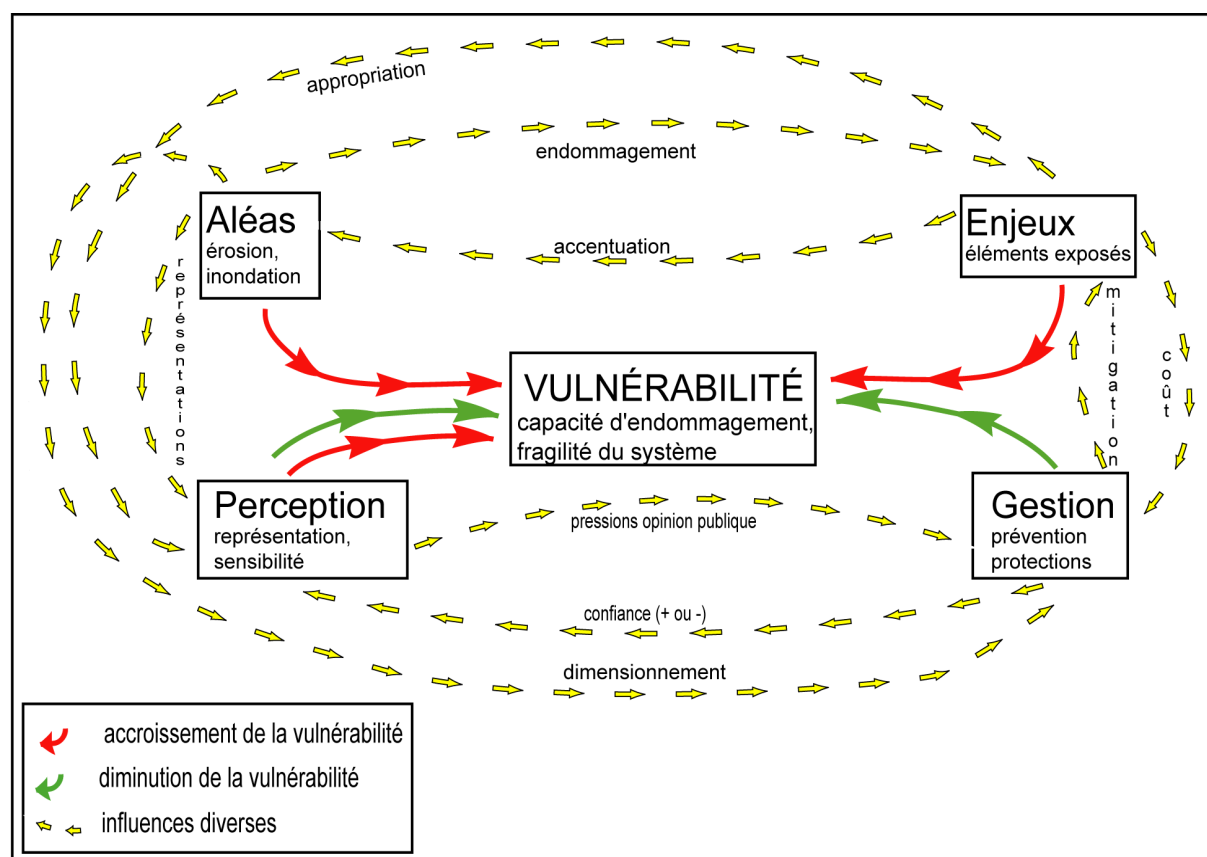 appropriation
endommagement
Aléas
érosion,
inondation
Enjeux
éléments exposés
accentuation
représentations
mitigation
coût
VULNÉRABILITÉ
capacité d'endommagement,
fragilité du système
Perception
représentation,
sensibilité
pressions opinion publique
Gestion
prévention
protections
confiance (+ ou -)
dimensionnement
accroissement de la vulnérabilité
diminution de la vulnérabilité
influences diverses